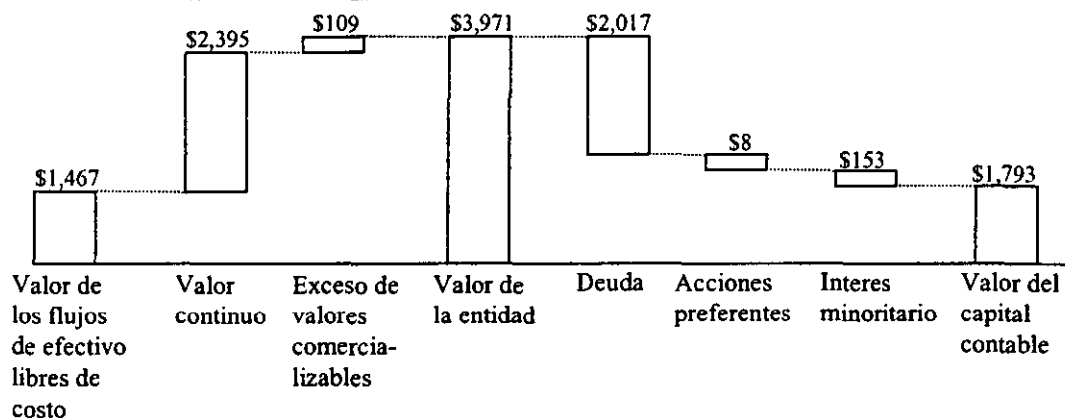 $109
$3,971
$2,017
$2,395
$8
$153
$1,467
$1,793
Valor de
los flujos
de efectivo
libres de
costo
Valor
continuo
Exceso de
valores
comercia-
lizables
Valor de
la entidad
Deuda
Acciones
preferentes
Interes
minoritario
Valor del
capital
contable